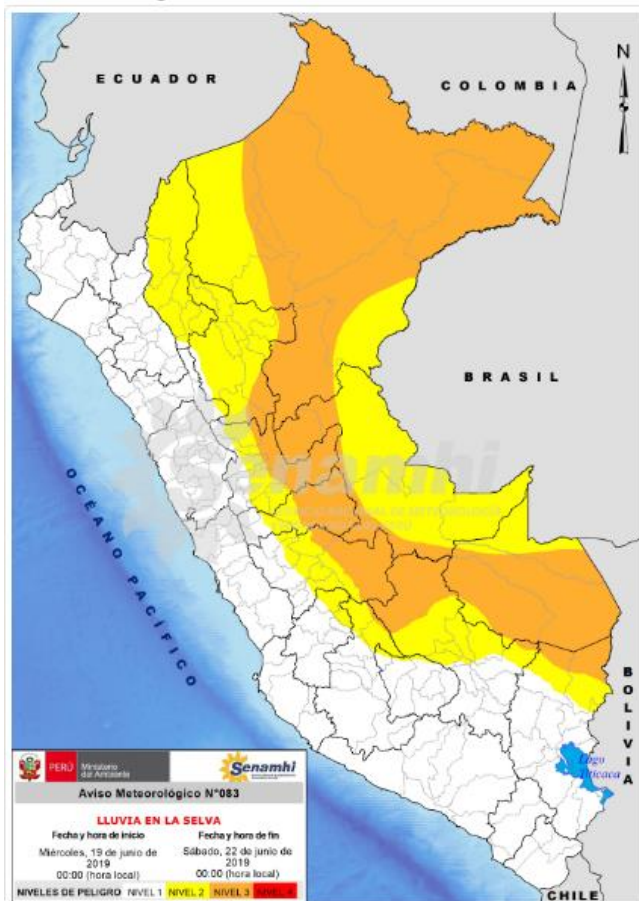 ECUADOR
COLOMBIA
N
BRASIL
Senamhi
OCÉANO PACÍFICO
BOLIVIA
Lago
Titicaca
PERÚ
Ministerio
del Ambiente
Senamhi
Aviso Meteorológico N°083
LLUVIA EN LA SELVA
Fecha y hora de inicio
Fecha y hora de fin
Miércoles, 19 de junio de
2019
00:00 (hora local)
Sábado, 22 de junio de
2019
00:00 (hora local)
NIVELES DE PELIGRO NIVEL 1 NIVEL 2 NIVEL 3 NIVEL 4
CHILE